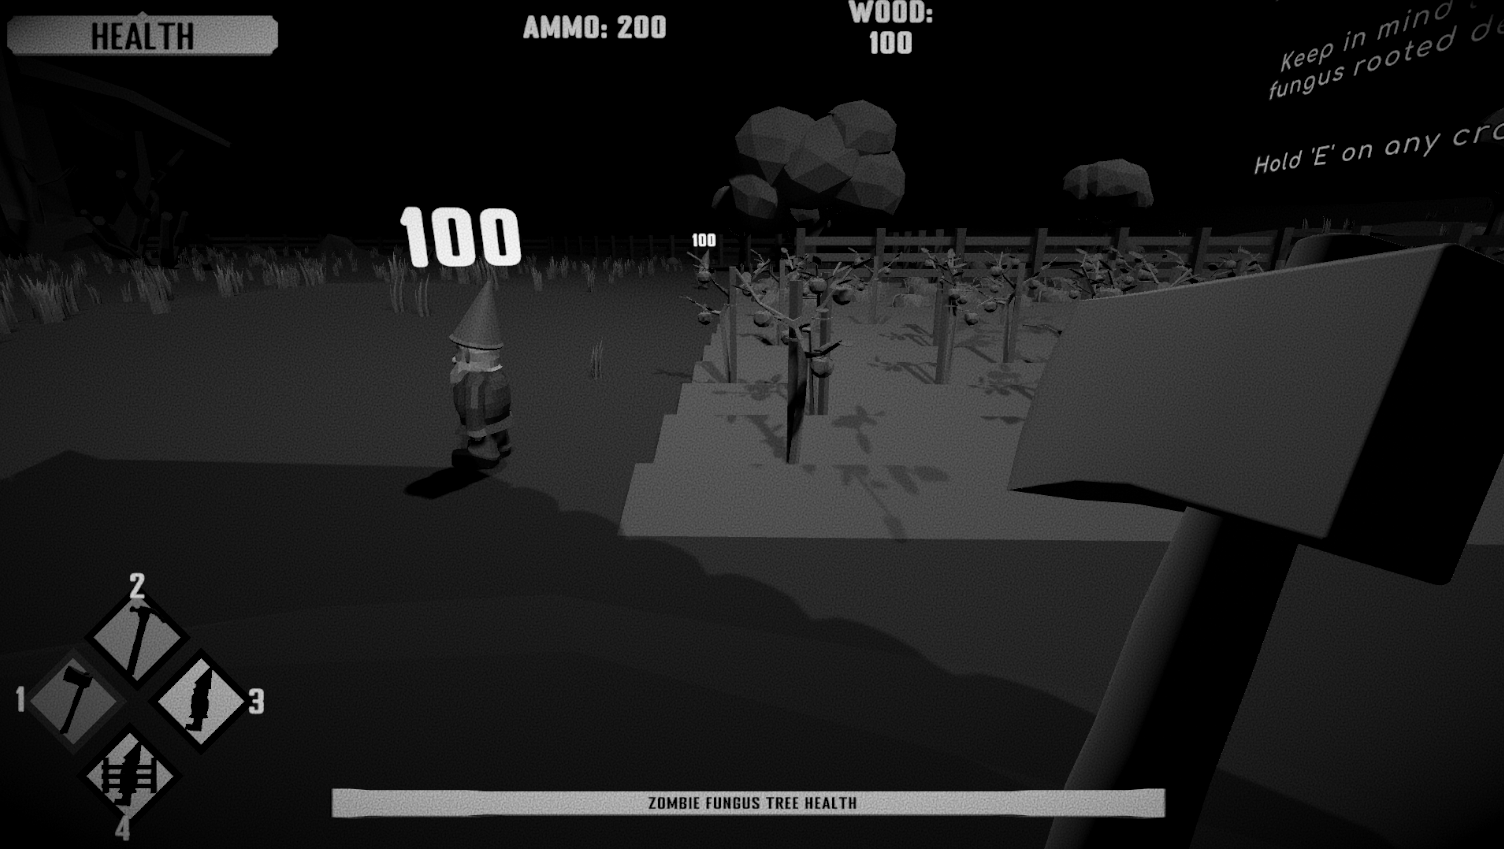 HEALTH
AMMO: 200
WOOD:
100
Keep in mind
fungus rooted
Hold 'E' on any
100
100
2
1
3
4
ZOMBIE FUNGUS TREE HEALTH